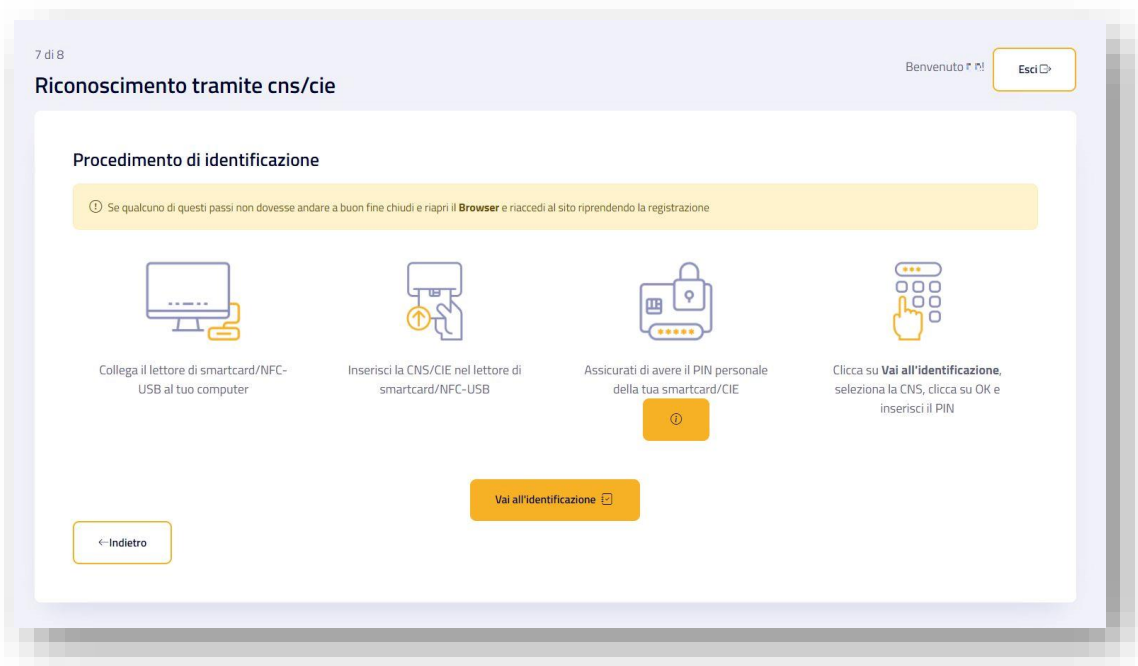 7 di 8
Riconoscimento tramite cns/cie
Benvenuto
Esci
Procedimento di identificazione
Se qualcuno di questi passi non dovesse andare a buon fine chiudi e riapri il Browser e riaccedi al sito riprendendo la registrazione
Collega il lettore di smartcard/NFC-
USB al tuo computer
Inserisci la CNS/CIE nel lettore di
smartcard/NFC-USB
Assicurati di avere il PIN personale
della tua smartcard/CIE
Clicca su Vai all'identificazione,
seleziona la CNS, clicca su OK e
inserisci il PIN
Vai all'identificazione
←Indietro